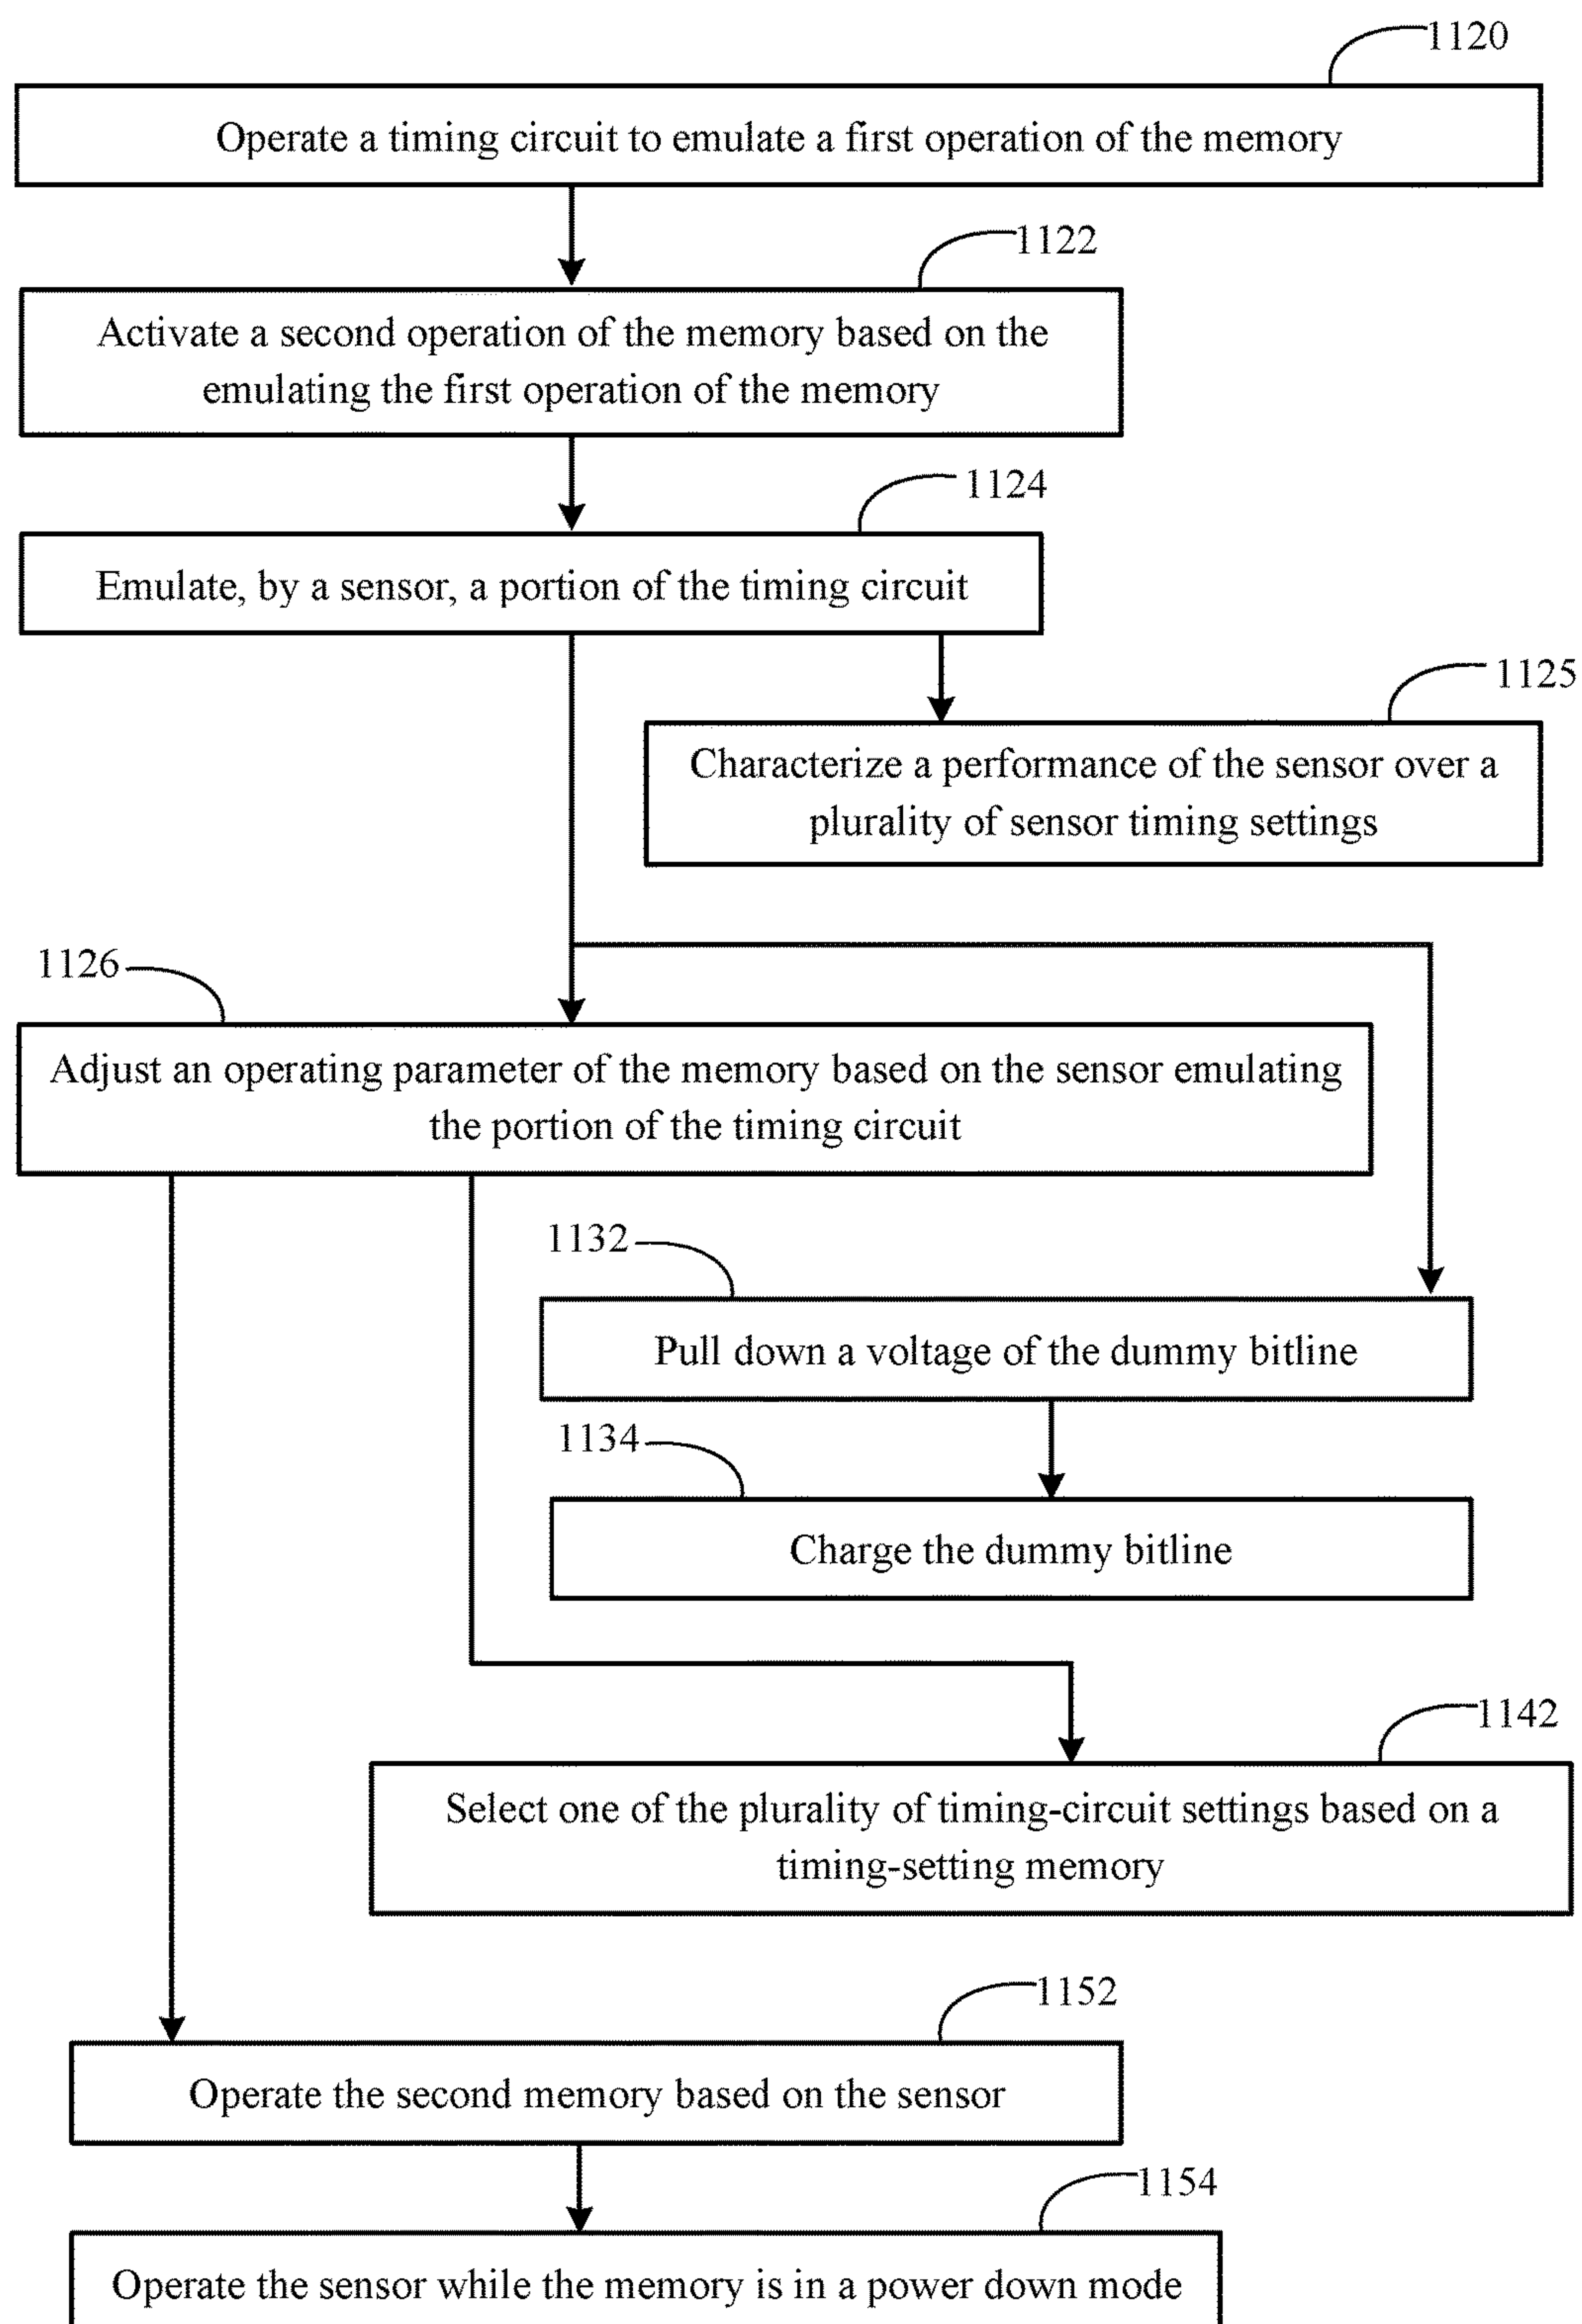 1120
Operate a timing circuit to emulate a first operation of the memory
1122
Activate a second operation of the memory based on the
emulating the first operation of the memory
1124
Emulate, by a sensor, a portion of the timing circuit
1125
Characterize a performance of the sensor over a
plurality of sensor timing settings
1126
Adjust an operating parameter of the memory based on the sensor emulating
the portion of the timing circuit
1132
Pull down a voltage of the dummy bitline
1134
Charge the dummy bitline
1142
Select one of the plurality of timing-circuit settings based on a
timing-setting memory
1152
Operate the second memory based on the sensor
1154
Operate the sensor while the memory is in a power down mode